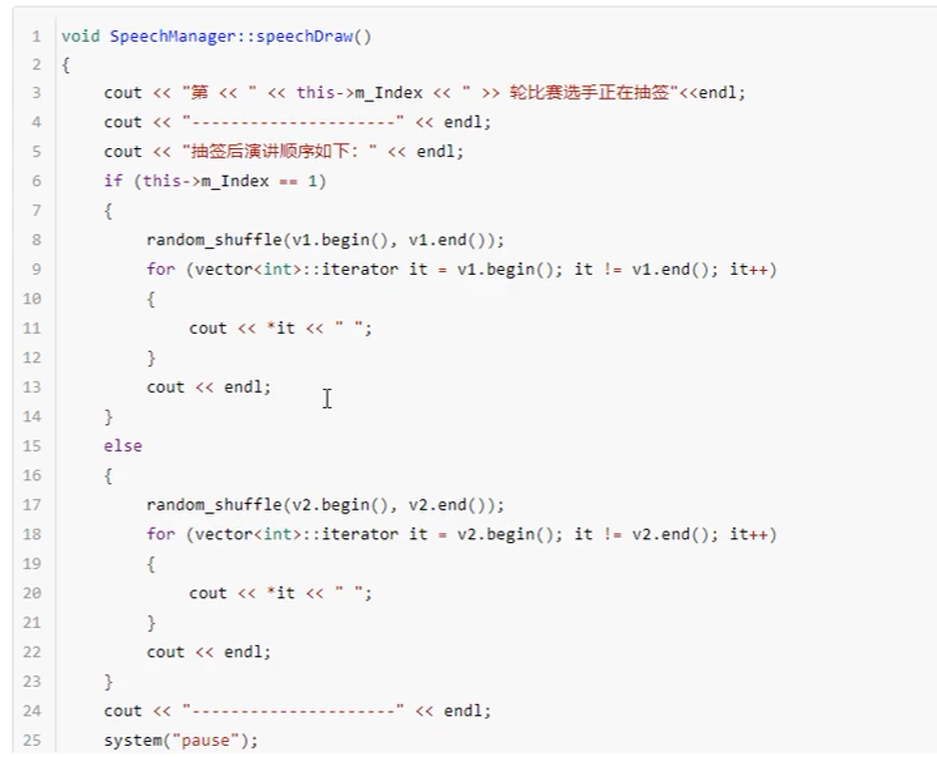 1 void SpeechManager::speechDraw()
2 {
3 cout << "第 << " << this->m_Index << " >> 轮比赛选手正在抽签"<<endl;
4 cout << "---------------------" << endl;
5 cout << "抽签后演讲顺序如下：" << endl;
6 if (this->m_Index == 1)
7 {
8 random_shuffle(v1.begin(), v1.end());
9 for (vector<int>::iterator it = v1.begin(); it != v1.end(); it++)
10 {
11 cout << *it << " ";
12 }
13 cout << endl;
14 }
15 else
16 {
17 random_shuffle(v2.begin(), v2.end());
18 for (vector<int>::iterator it = v2.begin(); it != v2.end(); it++)
19 {
20 cout << *it << " ";
21 }
22 cout << endl;
23 }
24 cout << "---------------------" << endl;
25 system("pause");